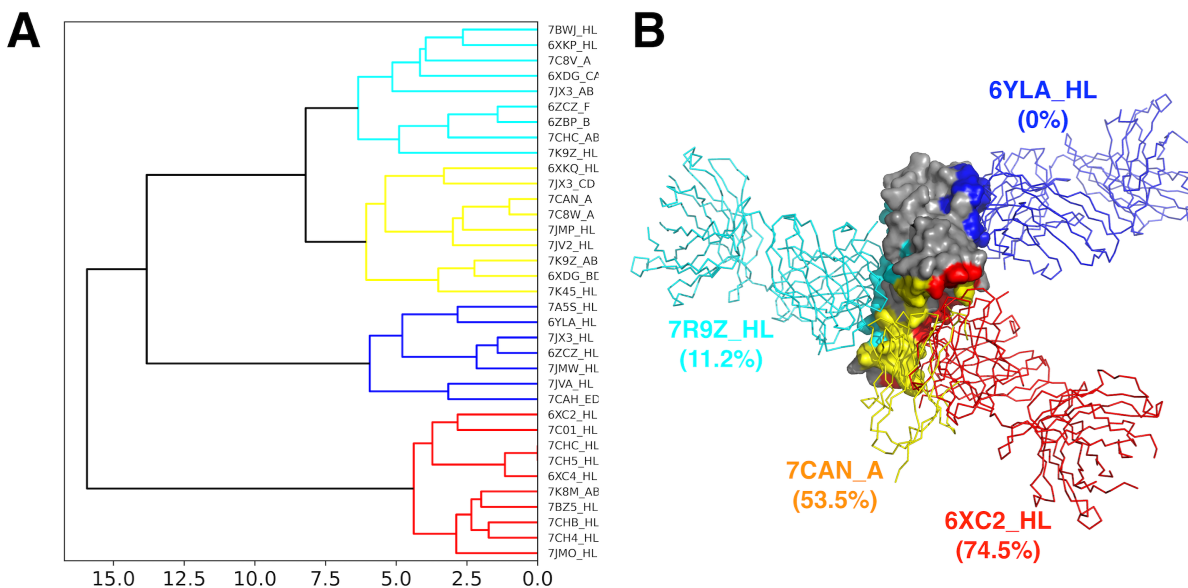 A
7BWJ_HL
6XKP_HL
7C8V_A
6XDG_CA
7JX3_AB
6ZCZ_F
6ZBP_B
7CHC_AB
7K9Z_HL
6XKQ_HL
7JX3_CD
7CAN_A
7C8W_A
7JMP_HL
7JV2_HL
7K9Z_AB
6XDG_BD
7K45_HL
7A5S_HL
6YLA_HL
7JX3_HL
6ZCZ_HL
7JMW_HL
7JVA_HL
7CAH_ED
6XC2_HL
7C01_HL
7CHC_HL
7CH5_HL
6XC4_HL
7K8M_AB
7BZ5_HL
7CHB_HL
7CH4_HL
7JMO_HL
15.0 12.5 10.0 7.5 5.0 2.5 0.0
B
6YLA_HL
(0%)
7R9Z_HL
(11.2%)
7CAN_A
(53.5%)
6XC2_HL
(74.5%)